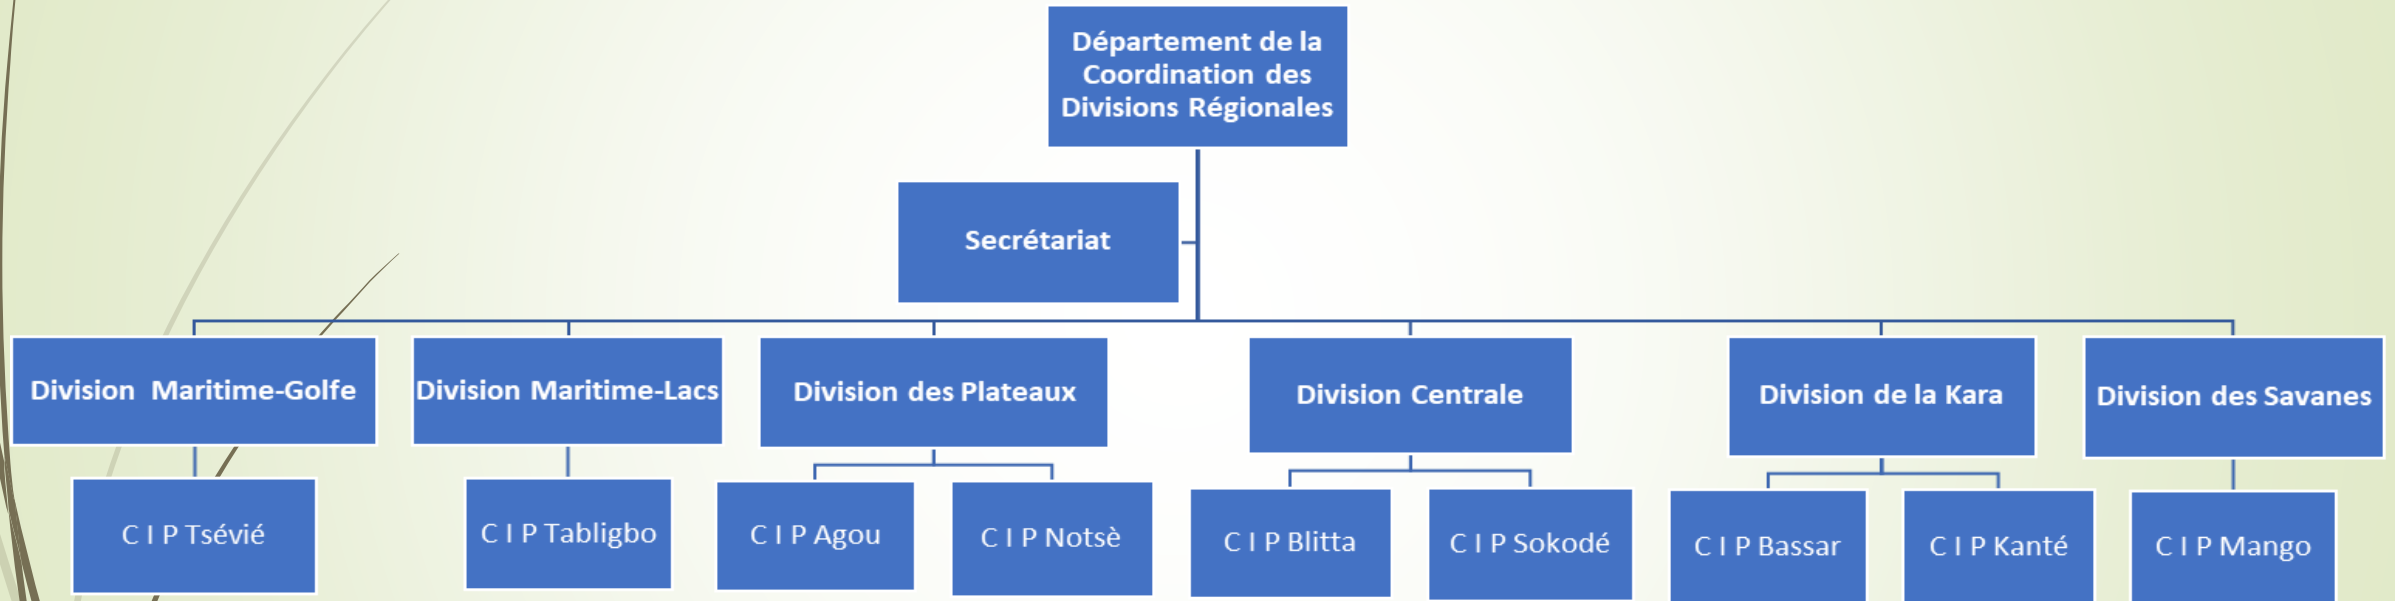 Département de la
Coordination des
Divisions Régionales
Secrétariat
Division Maritime-Golfe
Division Maritime-Lacs
Division des Plateaux
Division Centrale
Division de la Kara
Division des Savanes
C I P Tsévié
C I P Tabligbo
C I P Agou
C I P Notsè
C I P Blitta
C I P Sokodé
C I P Bassar
C I P Kanté
C I P Mango